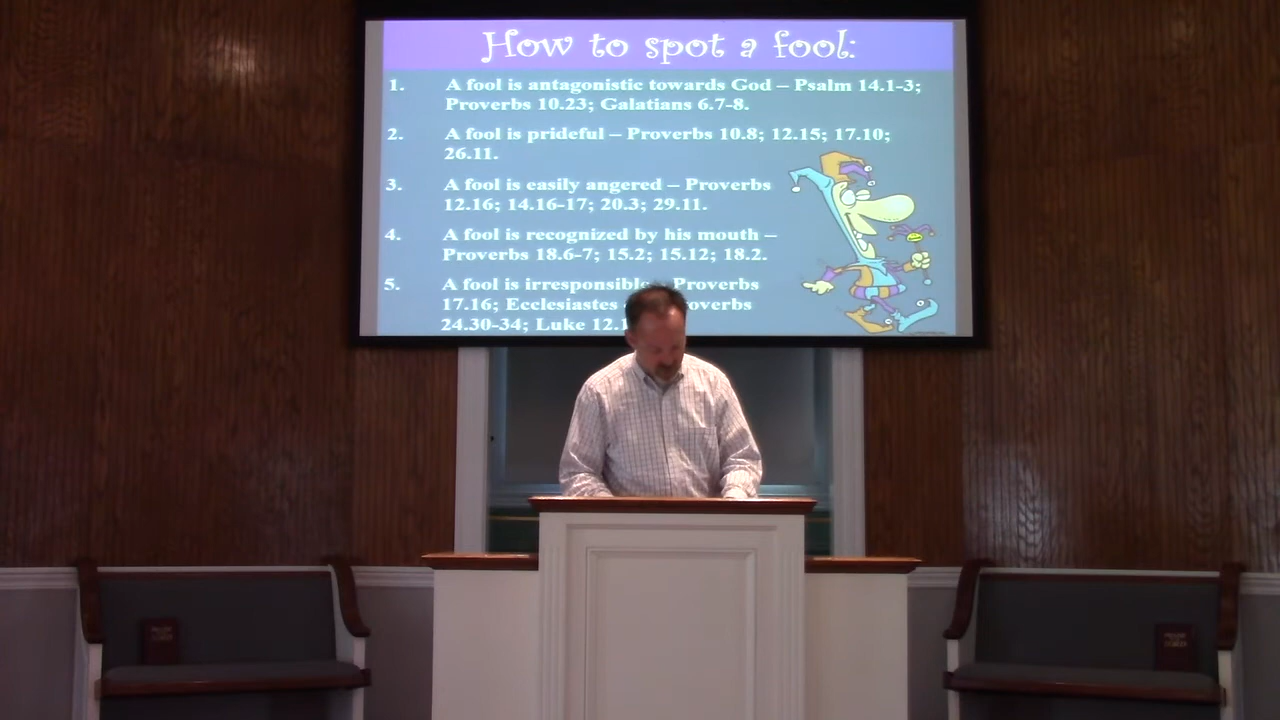 How to spot a fool:
1. A fool is antagonistic towards God – Psalm 14.1-3;
Proverbs 10.23; Galatians 6.7-8.
2. A fool is prideful – Proverbs 10.8; 12.15; 17.10;
26.11.
3. A fool is easily angered – Proverbs
12.16; 14.16-17; 20.3; 29.11.
4. A fool is recognized by his mouth –
Proverbs 18.6-7; 15.2; 15.12; 18.2.
5. A fool is irresponsible Proverbs
17.16; Ecclesiastes
24.30-34; Luke